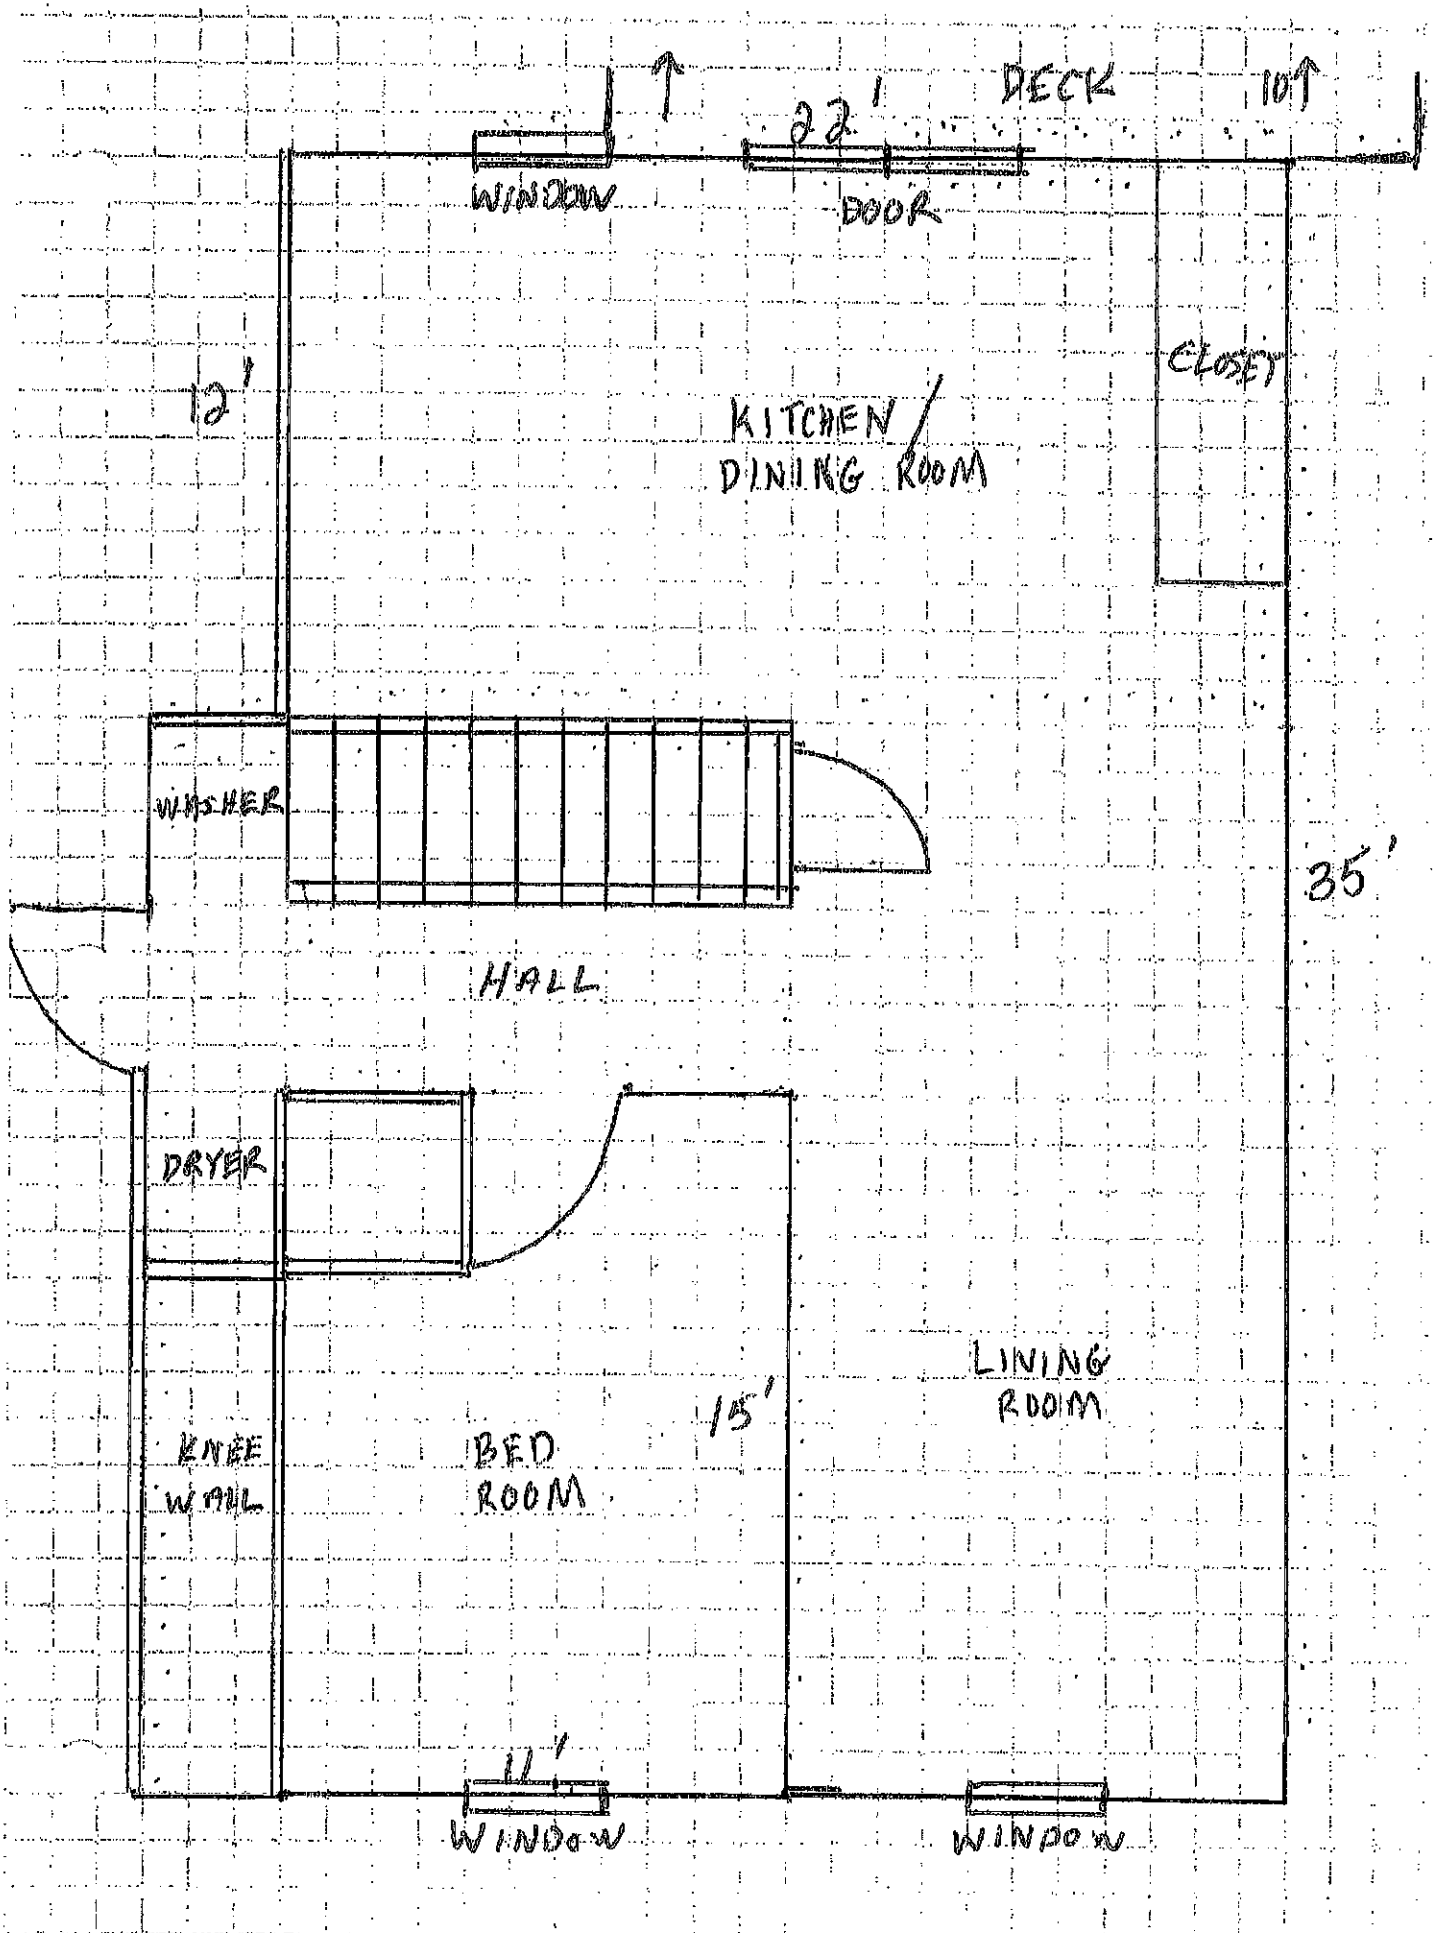 DECK
10↑
22'
WINDOW
DOOR
CLOSET
12'
KITCHEN/
DINING ROOM
WASHER
35'
HALL
DRYER
LINING
ROOM
15'
KNEE
WALL
BED
ROOM
11'
WINDOW
WINDOW